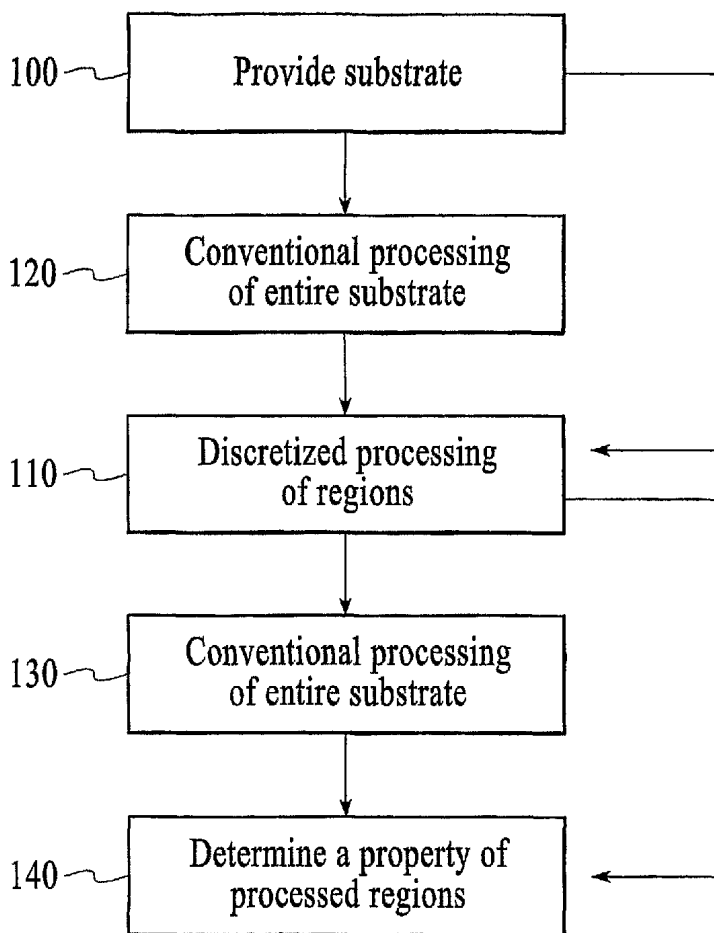 100
Provide substrate
120
Conventional processing
of entire substrate
110
Discretized processing
of regions
130
Conventional processing
of entire substrate
140
Determine a property of
processed regions